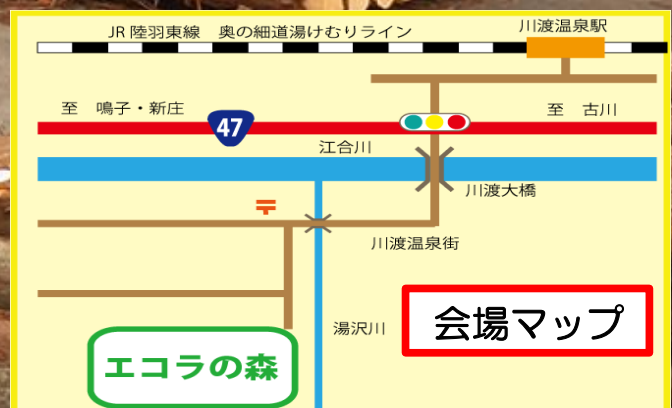 JR 陸羽東線 奥の細道湯けむりライン
川渡温泉駅
至 鳴子・新庄
47
至 古川
江合川
川渡大橋
〒
川渡温泉街
湯沢川
会場マップ
エコラの森